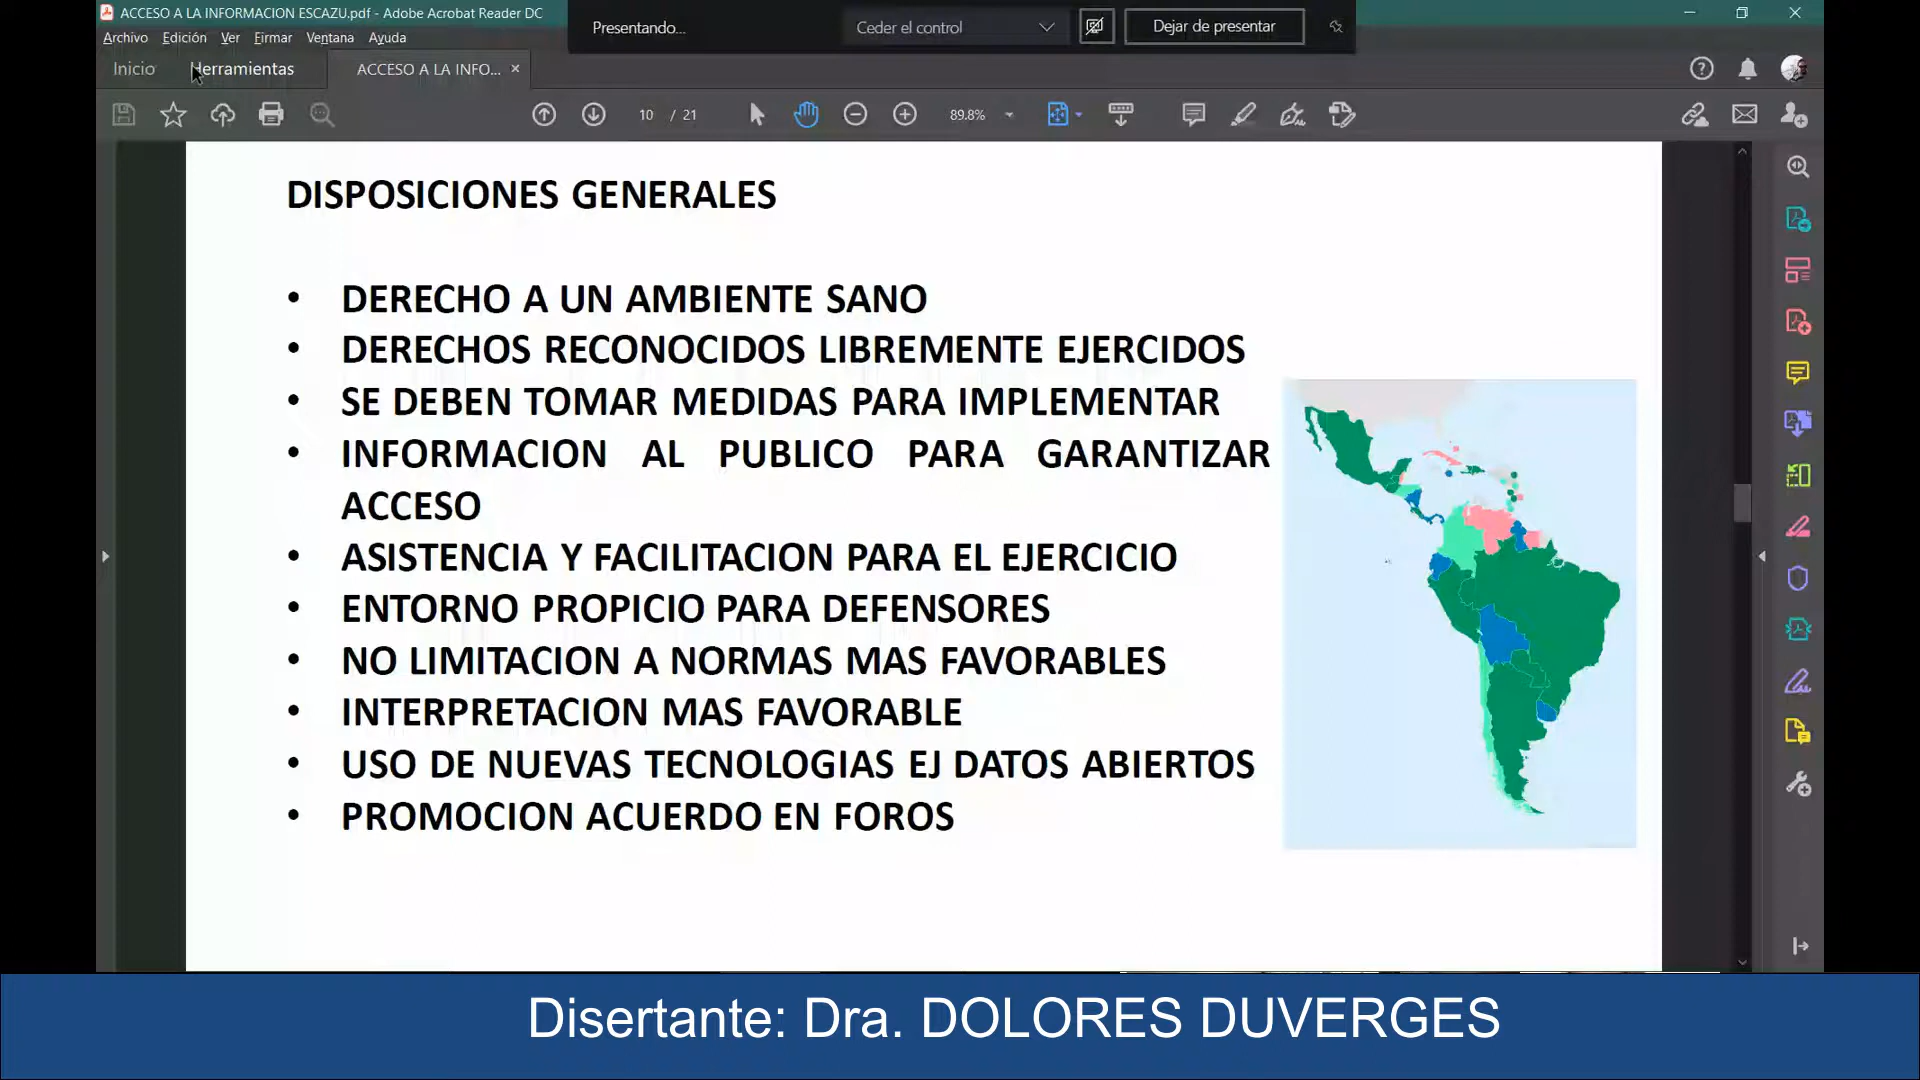 ACCESO A LA INFORMACION ESCAZU.pdf - Adobe Acrobat Reader DC
Presentando...
Ceder el control
Dejar de presentar
Archivo Edición Ver Firmar Ventana Ayuda
Inicio
Herramientas
ACCESO A LA INFO...
10 / 21
89.8%
DISPOSICIONES GENERALES
• DERECHO A UN AMBIENTE SANO
• DERECHOS RECONOCIDOS LIBREMENTE EJERCIDOS
• SE DEBEN TOMAR MEDIDAS PARA IMPLEMENTAR
• INFORMACION AL PUBLICO PARA GARANTIZAR
ACCESO
• ASISTENCIA Y FACILITACION PARA EL EJERCICIO
• ENTORNO PROPICIO PARA DEFENSORES
• NO LIMITACION A NORMAS MAS FAVORABLES
• INTERPRETACION MAS FAVORABLE
• USO DE NUEVAS TECNOLOGIAS EJ DATOS ABIERTOS
• PROMOCION ACUERDO EN FOROS
Disertante: Dra. DOLORES DUVERGES